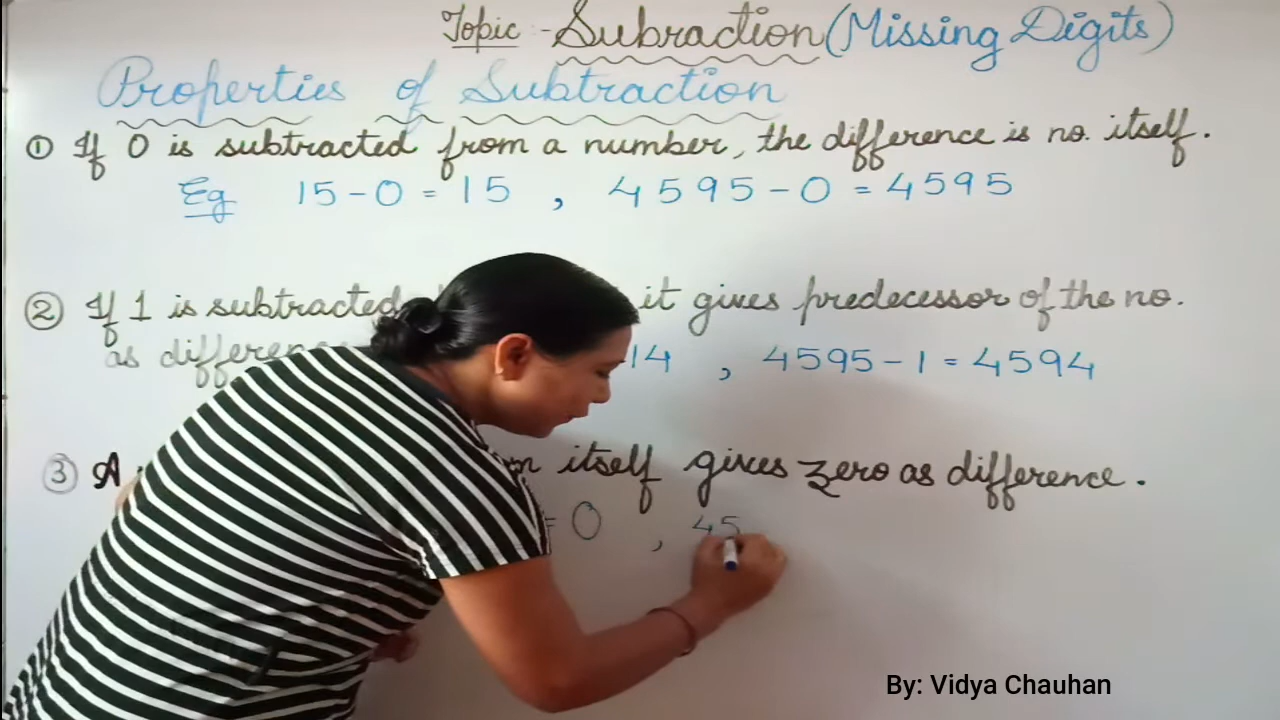 Topic :- Subraction (Missing Digits)
Properties of Subtraction
① If 0 is subtracted from a number, the difference is no. itself.
Eg 15 - 0 = 15 , 4595 - 0 = 4595
② If 1 is subtracted it gives predecessor of the no.
as 14 , 4595 - 1 = 4594
③ A itself gives zero as difference.
= 0 , 45
By: Vidya Chauhan